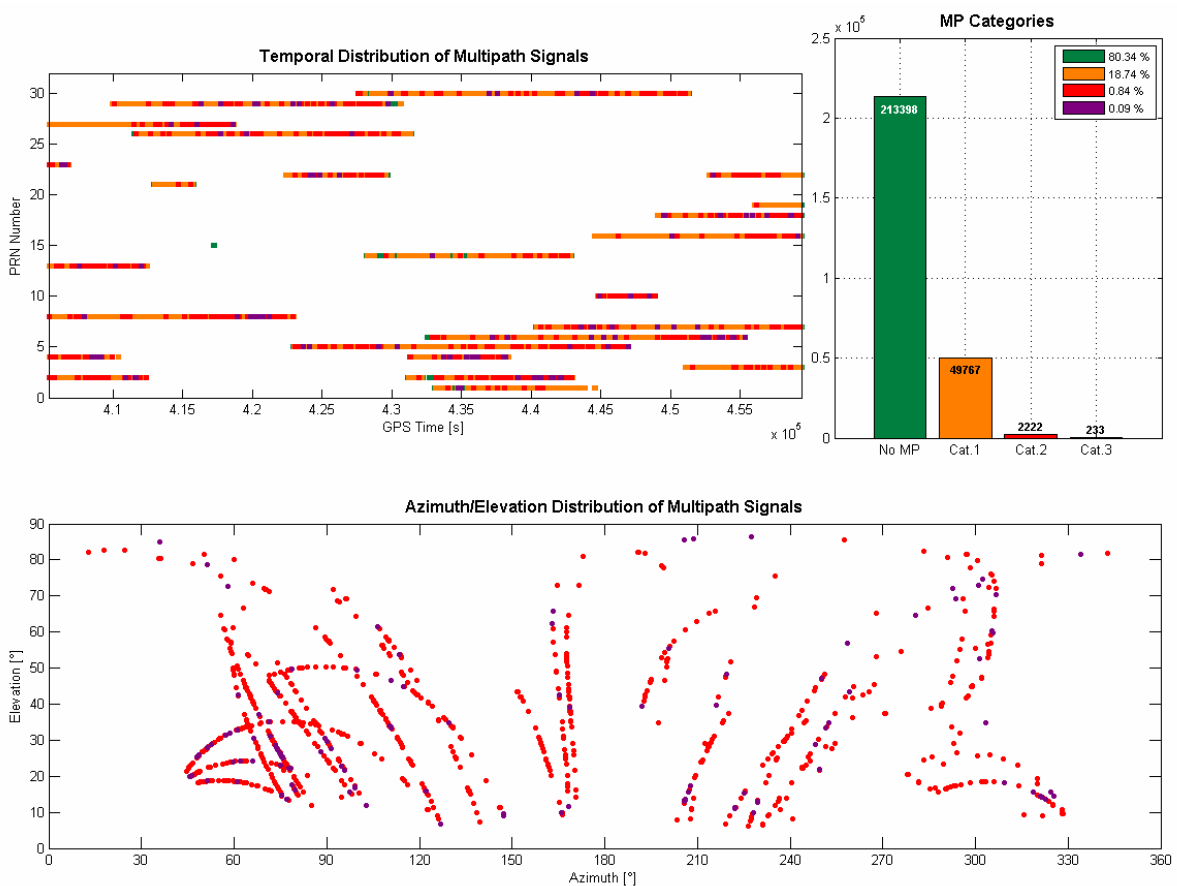 Temporal Distribution of Multipath Signals
30
25
20
15
10
5
0
PRN Number
4.1 4.15 4.2 4.25 4.3 4.35 4.4 4.45 4.5 4.55
GPS Time [s]
x 10^5
MP Categories
x 10^5
2.5
2
1.5
1
0.5
0
80.34 %
18.74 %
0.84 %
0.09 %
213398
49767
2222
233
No MP Cat.1 Cat.2 Cat.3
Azimuth/Elevation Distribution of Multipath Signals
90
80
70
60
50
40
30
20
10
0
Elevation [°]
0 30 60 90 120 150 180 210 240 270 300 330 360
Azimuth [°]